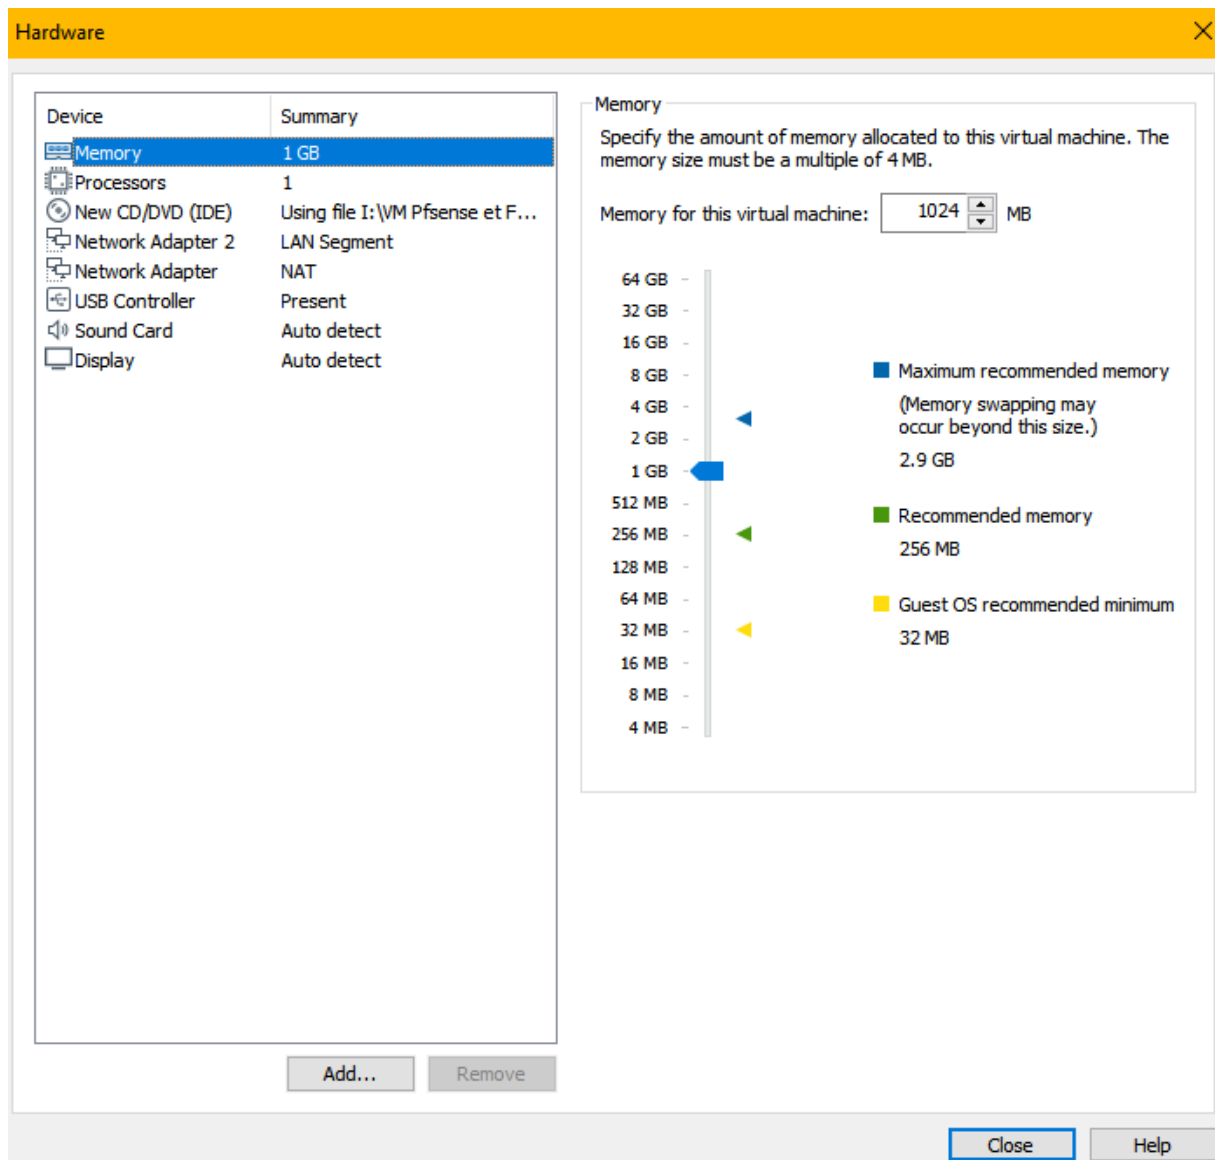 Hardware
Device Summary
Memory 1 GB
Processors 1
New CD/DVD (IDE) Using file I:\VM Pfsense et F...
Network Adapter 2 LAN Segment
Network Adapter NAT
USB Controller Present
Sound Card Auto detect
Display Auto detect
Add... Remove
Memory
Specify the amount of memory allocated to this virtual machine. The
memory size must be a multiple of 4 MB.
Memory for this virtual machine: 1024 MB
64 GB
32 GB
16 GB
8 GB
4 GB
2 GB
1 GB
512 MB
256 MB
128 MB
64 MB
32 MB
16 MB
8 MB
4 MB
Maximum recommended memory
(Memory swapping may
occur beyond this size.)
2.9 GB
Recommended memory
256 MB
Guest OS recommended minimum
32 MB
Close Help